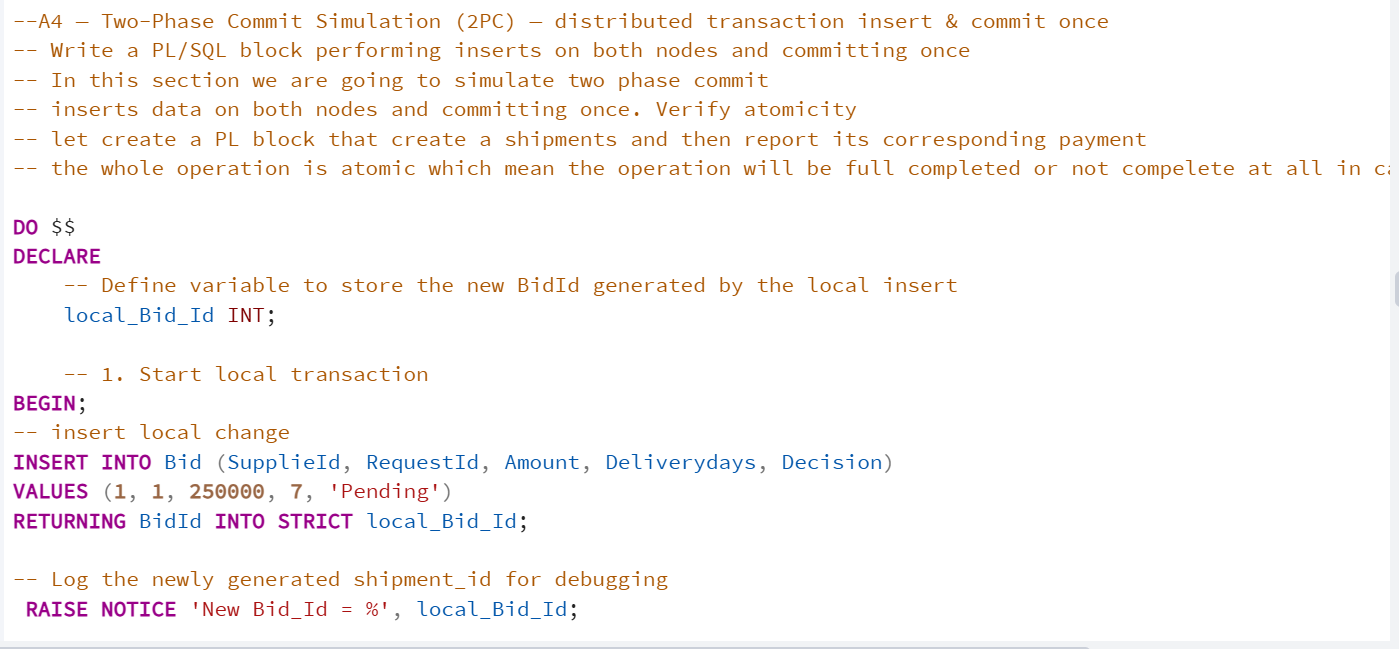 --A4 — Two-Phase Commit Simulation (2PC) — distributed transaction insert & commit once
-- Write a PL/SQL block performing inserts on both nodes and committing once
-- In this section we are going to simulate two phase commit
-- inserts data on both nodes and committing once. Verify atomicity
-- let create a PL block that create a shipments and then report its corresponding payment
-- the whole operation is atomic which mean the operation will be full completed or not compelete at all in
DO $$
DECLARE
-- Define variable to store the new BidId generated by the local insert
local_Bid_Id INT;
-- 1. Start local transaction
BEGIN;
-- insert local change
INSERT INTO Bid (SupplieId, RequestId, Amount, Deliverydays, Decision)
VALUES (1, 1, 250000, 7, 'Pending')
RETURNING BidId INTO STRICT local_Bid_Id;
-- Log the newly generated shipment_id for debugging
RAISE NOTICE 'New Bid_Id = %', local_Bid_Id;